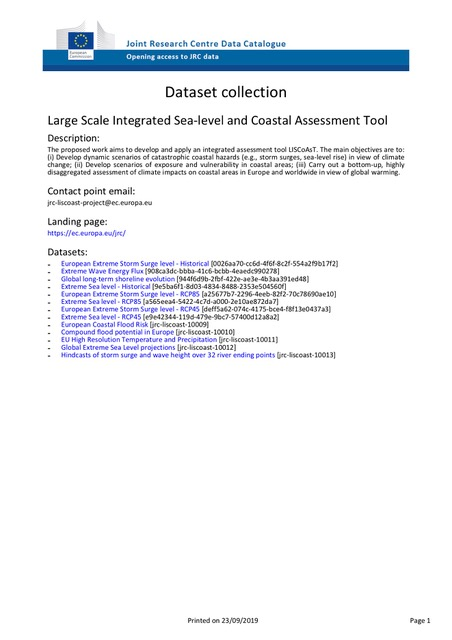 European
Commission
Joint Research Centre Data Catalogue
Opening access to JRC data
Dataset collection
Large Scale Integrated Sea-level and Coastal Assessment Tool
Description:
The proposed work aims to develop and apply an integrated assessment tool LISCoAsT. The main objectives are to:
(i) Develop dynamic scenarios of catastrophic coastal hazards (e.g., storm surges, sea-level rise) in view of climate
change; (ii) Develop scenarios of exposure and vulnerability in coastal areas; (iii) Carry out a bottom-up, highly
disaggregated assessment of climate impacts on coastal areas in Europe and worldwide in view of global warming.
Contact point email:
jrc-liscoast-project@ec.europa.eu
Landing page:
https://ec.europa.eu/jrc/
Datasets:
- European Extreme Storm Surge level - Historical [0026aa70-cc6d-4f6f-8c2f-554a2f9b17f2]
- Extreme Wave Energy Flux [908ca3dc-bbba-41c6-bcbb-4eaedc990278]
- Global long-term shoreline evolution [944f6d9b-2fbf-422e-ae3e-4b3aa391ed48]
- Extreme Sea level - Historical [9e5ba6f1-8d03-4834-8488-2353e504560f]
- European Extreme Storm Surge level - RCP85 [a25677b7-2296-4eeb-82f2-70c78690ae10]
- Extreme Sea level - RCP85 [a565eea4-5422-4c7d-a000-2e10ae872da7]
- European Extreme Storm Surge level - RCP45 [deff5a62-074c-4175-bce4-f8f13e0437a3]
- Extreme Sea level - RCP45 [e9e42344-119d-479e-9bc7-57400d12a8a2]
- European Coastal Flood Risk [jrc-liscoast-10009]
- Compound flood potential in Europe [jrc-liscoast-10010]
- EU High Resolution Temperature and Precipitation [jrc-liscoast-10011]
- Global Extreme Sea Level projections [jrc-liscoast-10012]
- Hindcasts of storm surge and wave height over 32 river ending points [jrc-liscoast-10013]
Printed on 23/09/2019 Page 1